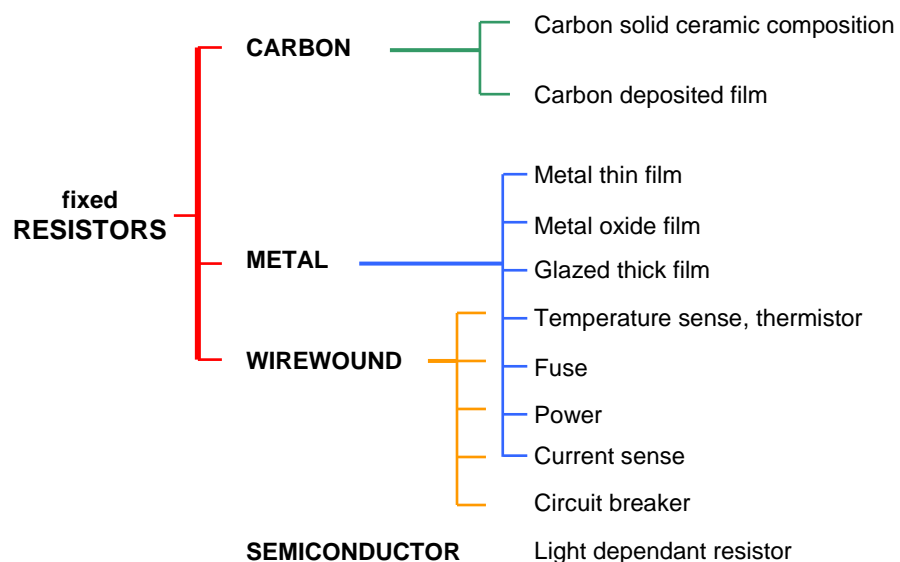 fixed
RESISTORS
CARBON
Carbon solid ceramic composition
Carbon deposited film
METAL
Metal thin film
Metal oxide film
Glazed thick film
WIREWOUND
Temperature sense, thermistor
Fuse
Power
Current sense
Circuit breaker
SEMICONDUCTOR
Light dependant resistor